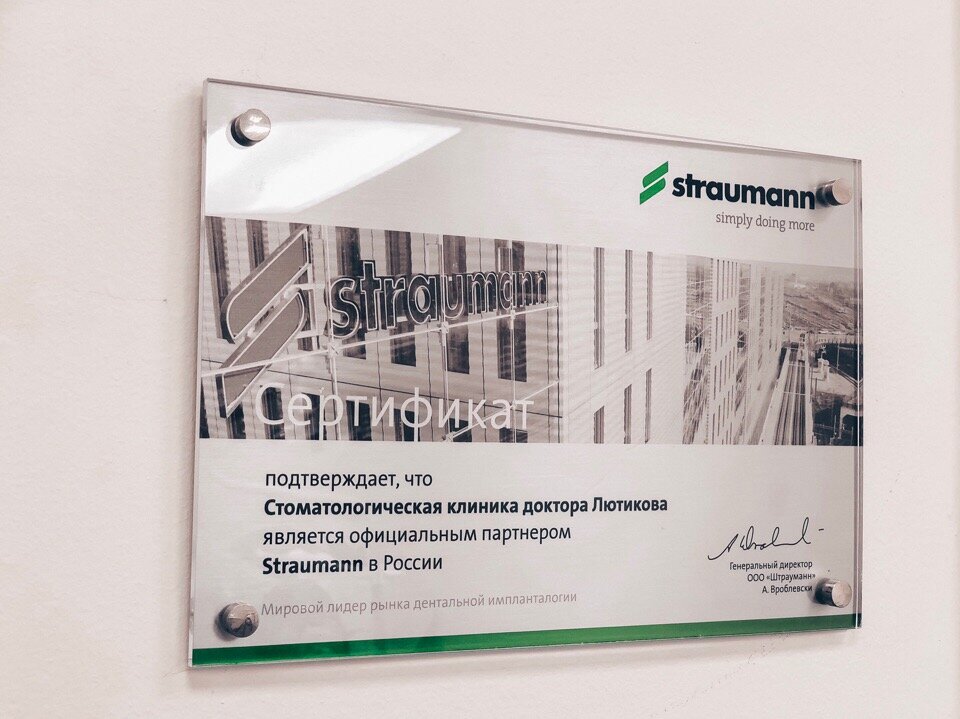 straumann
simply doing more
straumann
Сертификат
подтверждает, что
Стоматологическая клиника доктора Лютикова
является официальным партнером
Straumann в России
Генеральный директор
ООО «Штрауманн»
А. Вроблевски
Мировой лидер рынка дентальной импланталогии